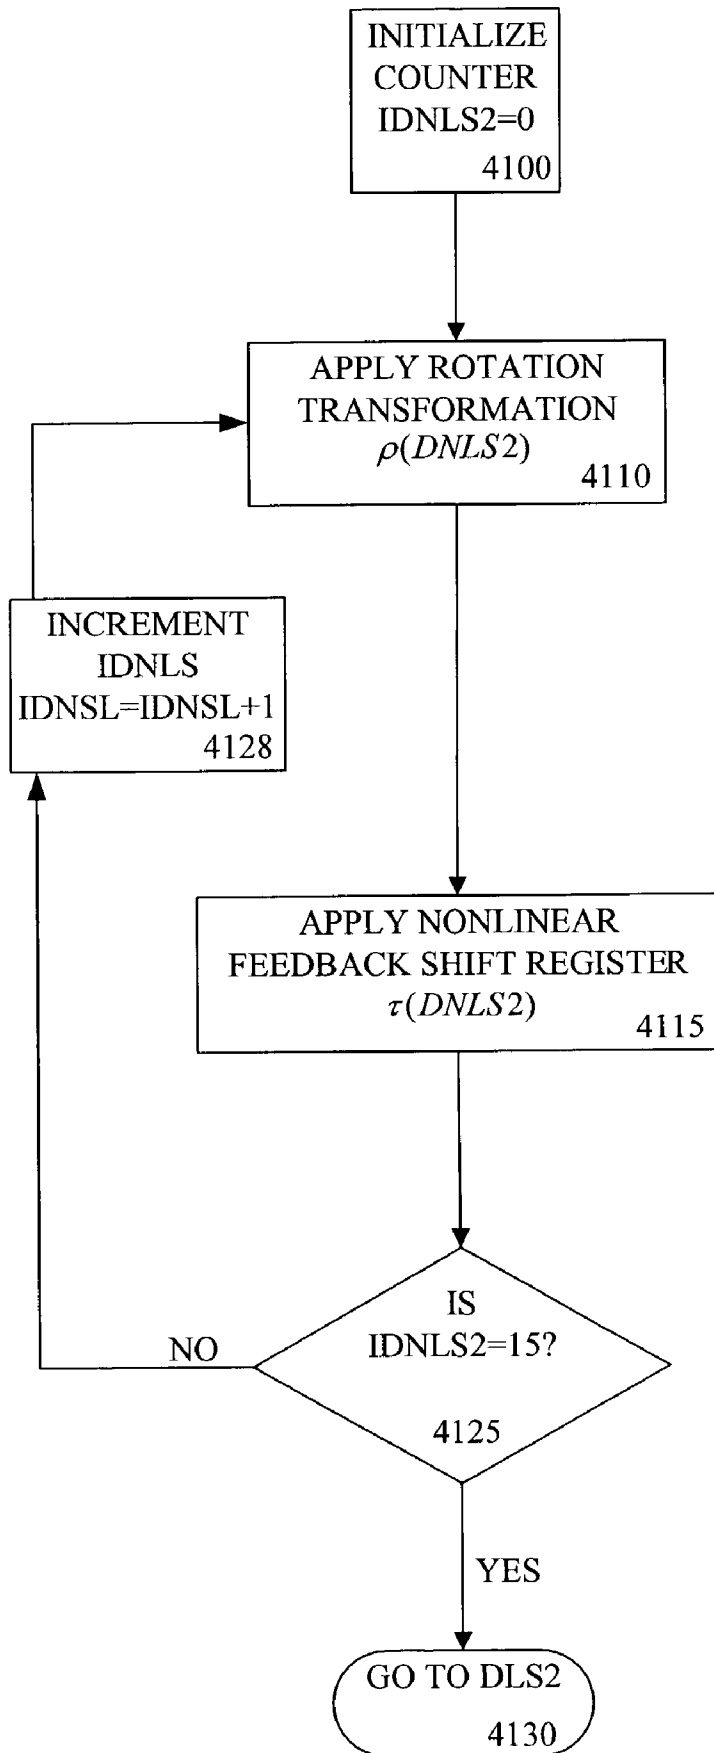 INITIALIZE
COUNTER
IDNLS2=0
4100
APPLY ROTATION
TRANSFORMATION
ρ(DNLS2)
4110
INCREMENT
IDNLS
IDNSL=IDNSL+1
4128
APPLY NONLINEAR
FEEDBACK SHIFT REGISTER
τ(DNLS2)
4115
IS
IDNLS2=15?
NO
4125
YES
GO TO DLS2
4130